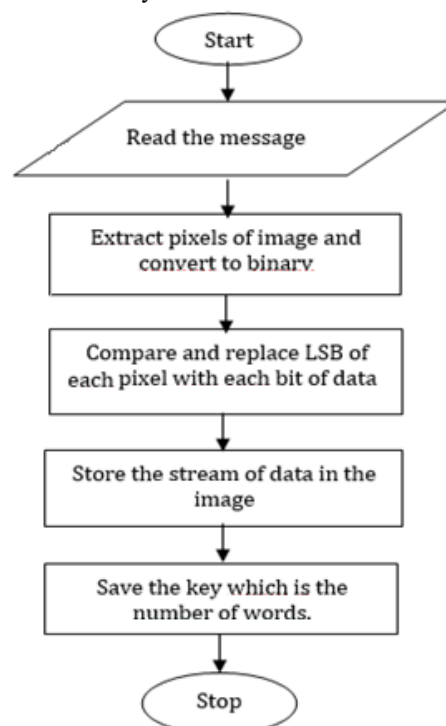 Start
Read the message
Extract pixels of image and
convert to binary
Compare and replace LSB of
each pixel with each bit of data
Store the stream of data in the
image
Save the key which is the
number of words.
Stop